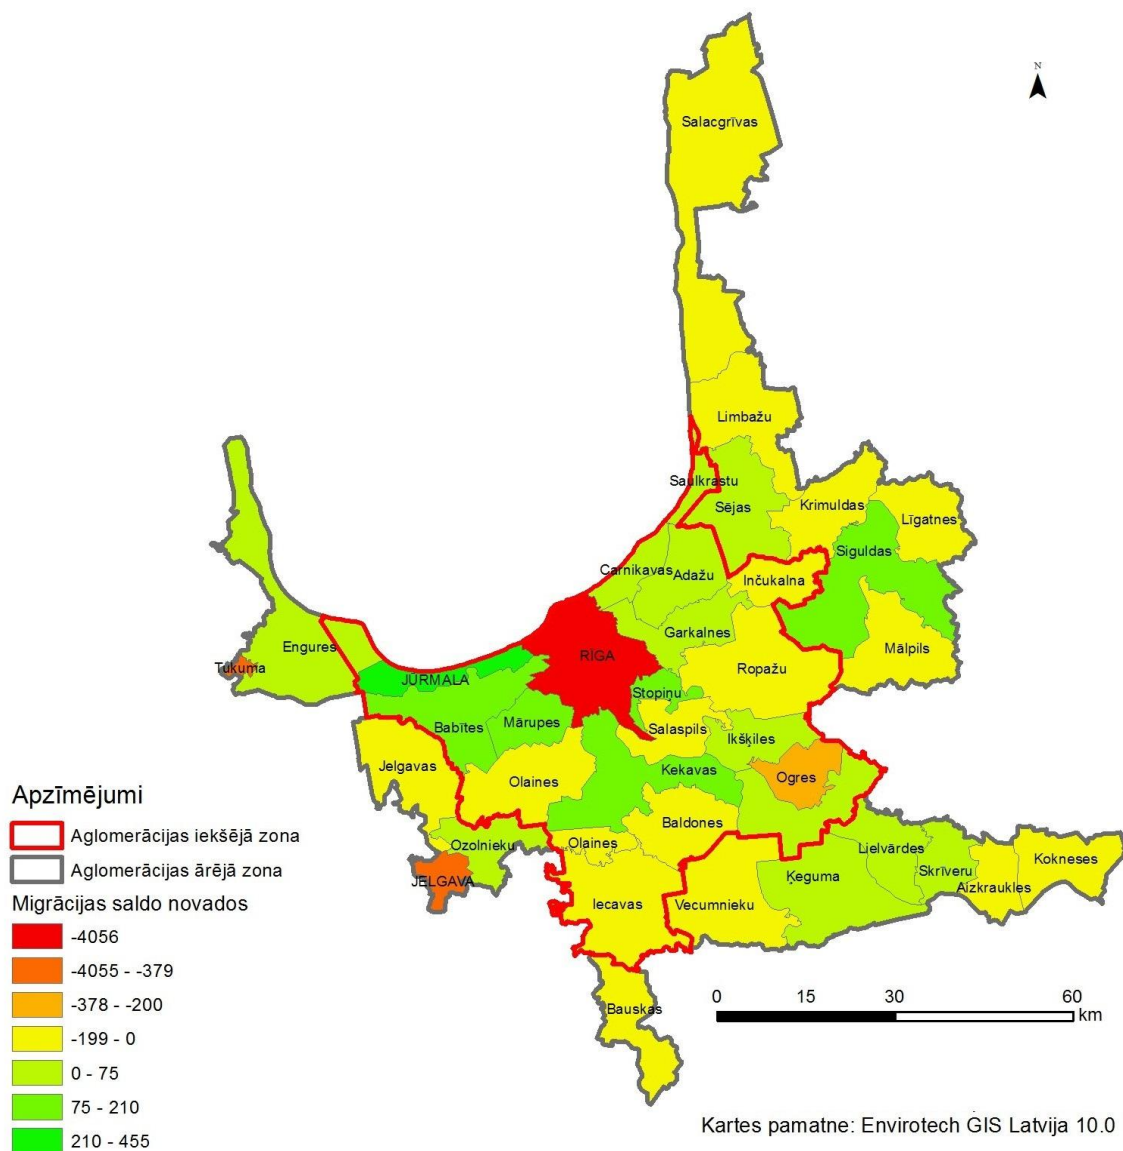 N
Salacgrīvas
Limbažu
Saulkrastu
Sējas
Krimuldas
Līgatnes
Siguldas
Carnikavas
Adažu
Inčukalna
Garkalnes
Mālpils
Engures
RĪGA
Ropažu
Tukuma
JŪRMALA
Stopiņu
Babītes
Mārupes
Salaspils
Ikšķiles
Jelgavas
Olaines
Ķekavas
Ogres
Baldones
Ozolnieku
Olaines
Lielvārdes
Kokneses
JELGAVA
Ķeguma
Skrīveru
Aizkraukles
Iecavas
Vecumnieku
Bauskas
Apzīmējumi
Aglomerācijas iekšējā zona
Aglomerācijas ārējā zona
Migrācijas saldo novados
-4056
-4055 - -379
-378 - -200
-199 - 0
0 - 75
75 - 210
210 - 455
0 15 30 60
km
Kartes pamatne: Envirotech GIS Latvija 10.0